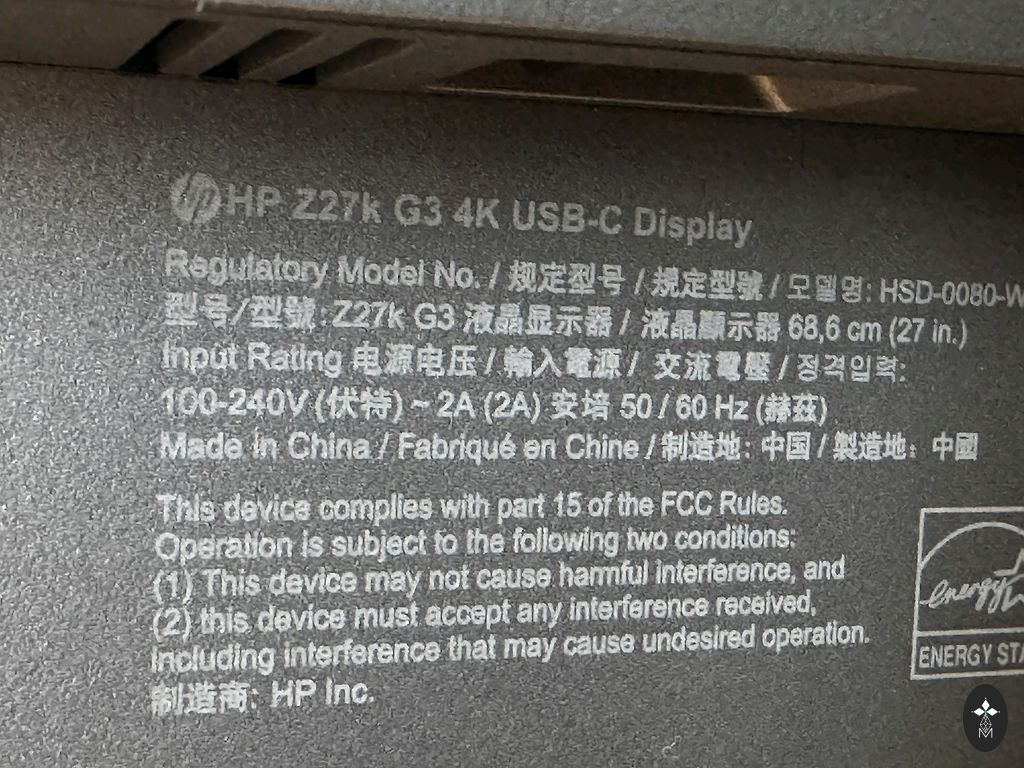 hp HP Z27k G3 4K USB-C Display
Regulatory Model No. / 规定型号 / 規定型號 / 모델명: HSD-0080-W
型号/型號:Z27k G3 液晶显示器 / 液晶顯示器 68,6 cm (27 in.)
Input Rating 电源电压 / 輸入電源/ 交流電壓 / 정격입력:
100-240V (伏特) ~ 2A (2A) 安培 50 / 60 Hz (赫茲)
Made in China / Fabriqué en Chine / 制造地: 中国 / 製造地: 中國
This device complies with part 15 of the FCC Rules.
Operation is subject to the following two conditions:
(1) This device may not cause harmful interference, and
(2) this device must accept any interference received,
including interference that may cause undesired operation.
制造商: HP Inc.
energy
ENERGY STA
M